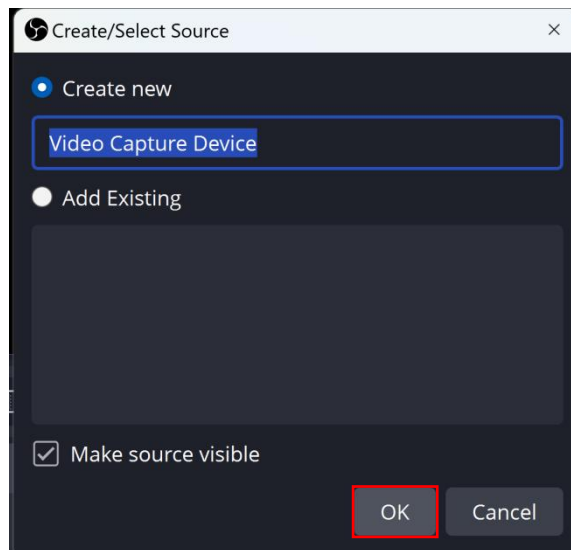 Create/Select Source
Create new
Video Capture Device
Add Existing
Make source visible
OK Cancel